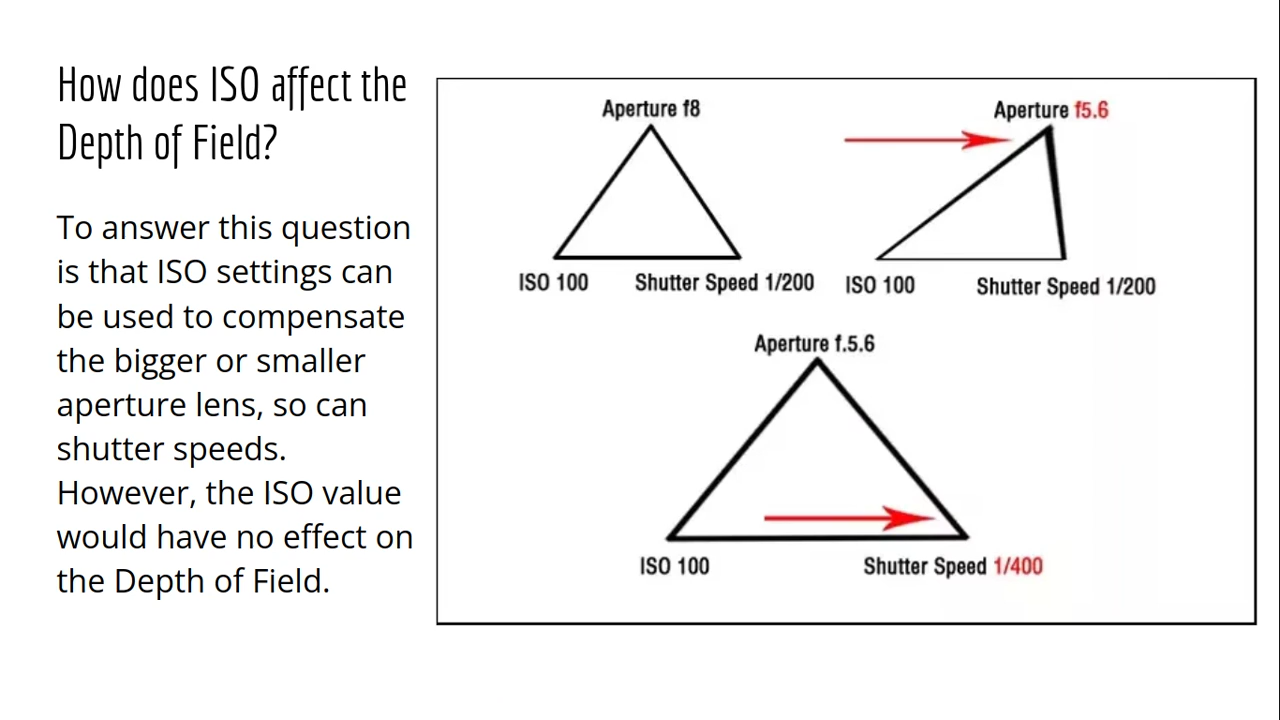 How does ISO affect the
Depth of Field?
To answer this question
is that ISO settings can
be used to compensate
the bigger or smaller
aperture lens, so can
shutter speeds.
However, the ISO value
would have no effect on
the Depth of Field.
Aperture f8
ISO 100
Shutter Speed 1/200
Aperture f5.6
ISO 100
Shutter Speed 1/200
Aperture f.5.6
ISO 100
Shutter Speed 1/400